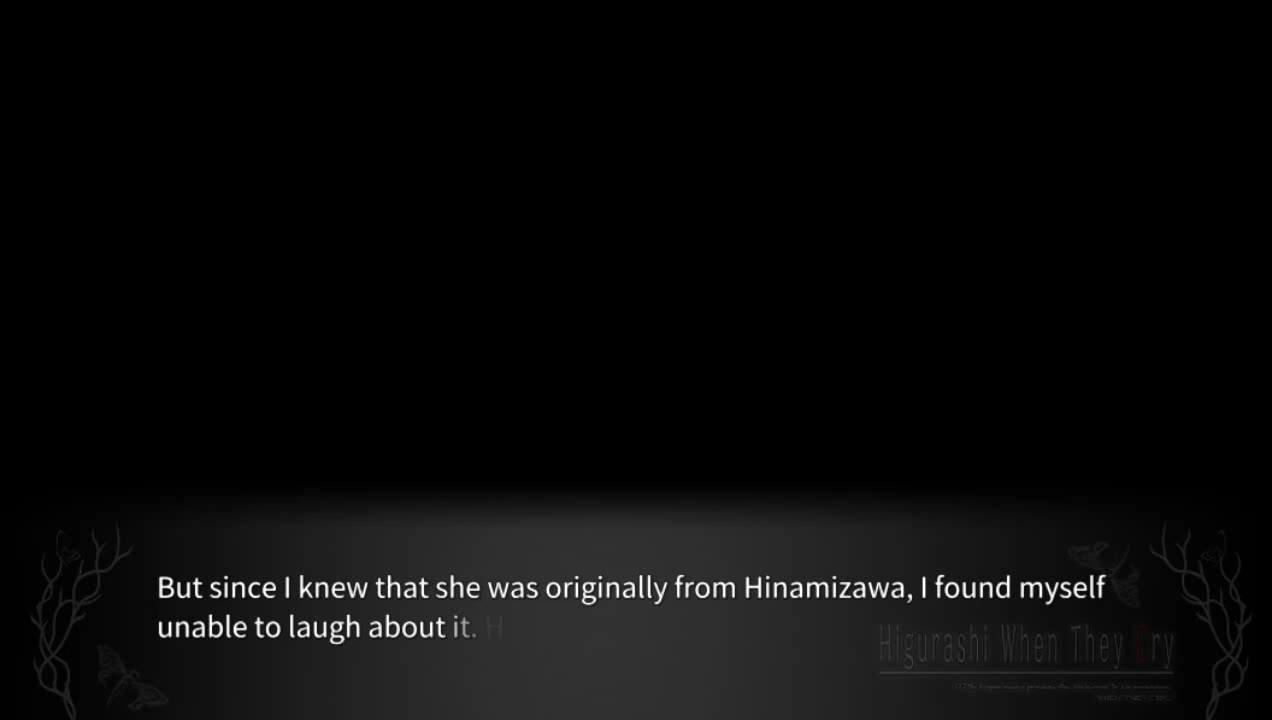 But since I knew that she was originally from Hinamizawa, I found myself
unable to laugh about it. H
Higurashi When They Cry